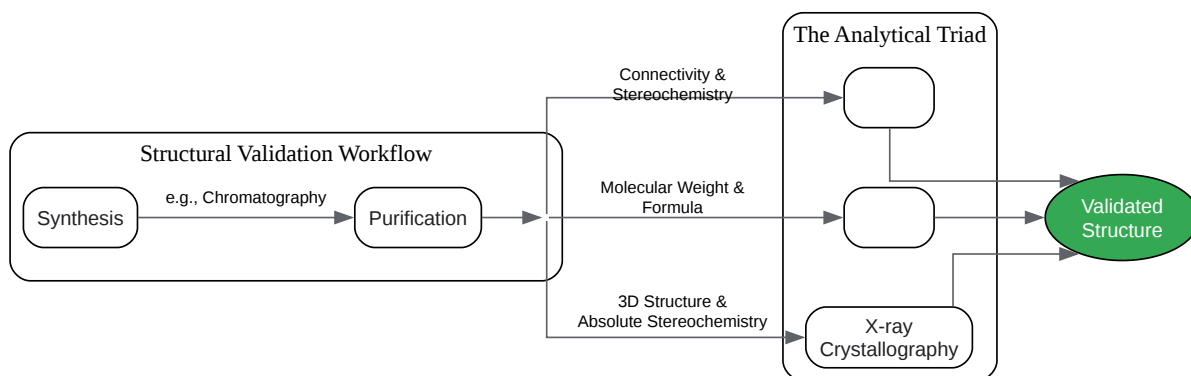 The Analytical Triad
Connectivity &
Stereochemistry
Structural Validation Workflow
Synthesis
e.g., Chromatography
Purification
Molecular Weight &
Formula
Validated
Structure
3D Structure &
Absolute Stereochemistry
X-ray
Crystallography